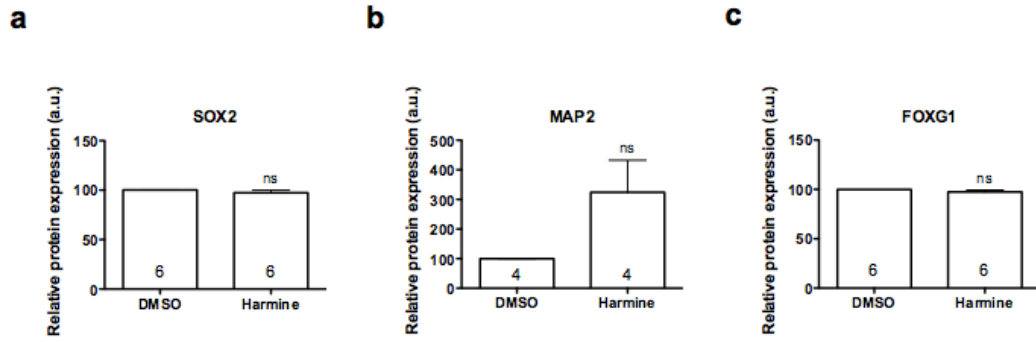 a
SOX2
Relative protein expression (a.u.)
150
100
50
0
ns
6
6
DMSO
Harmine
b
MAP2
Relative protein expression (a.u.)
500
400
300
200
100
0
ns
4
4
DMSO
Harmine
c
FOXG1
Relative protein expression (a.u.)
150
100
50
0
ns
6
6
DMSO
Harmine